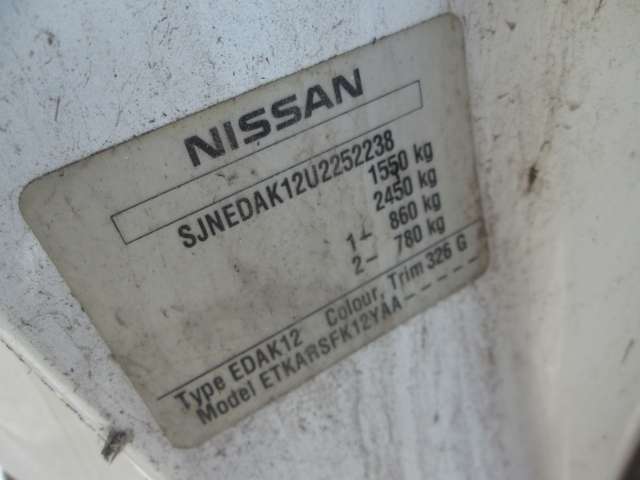 NISSAN
SJNEDAK12U2252238
1550 kg
2450 kg
1– 860 kg
2– 780 kg
Type EDAK12 Colour, Trim 326 G
Model ETKARSFK12YAA-----